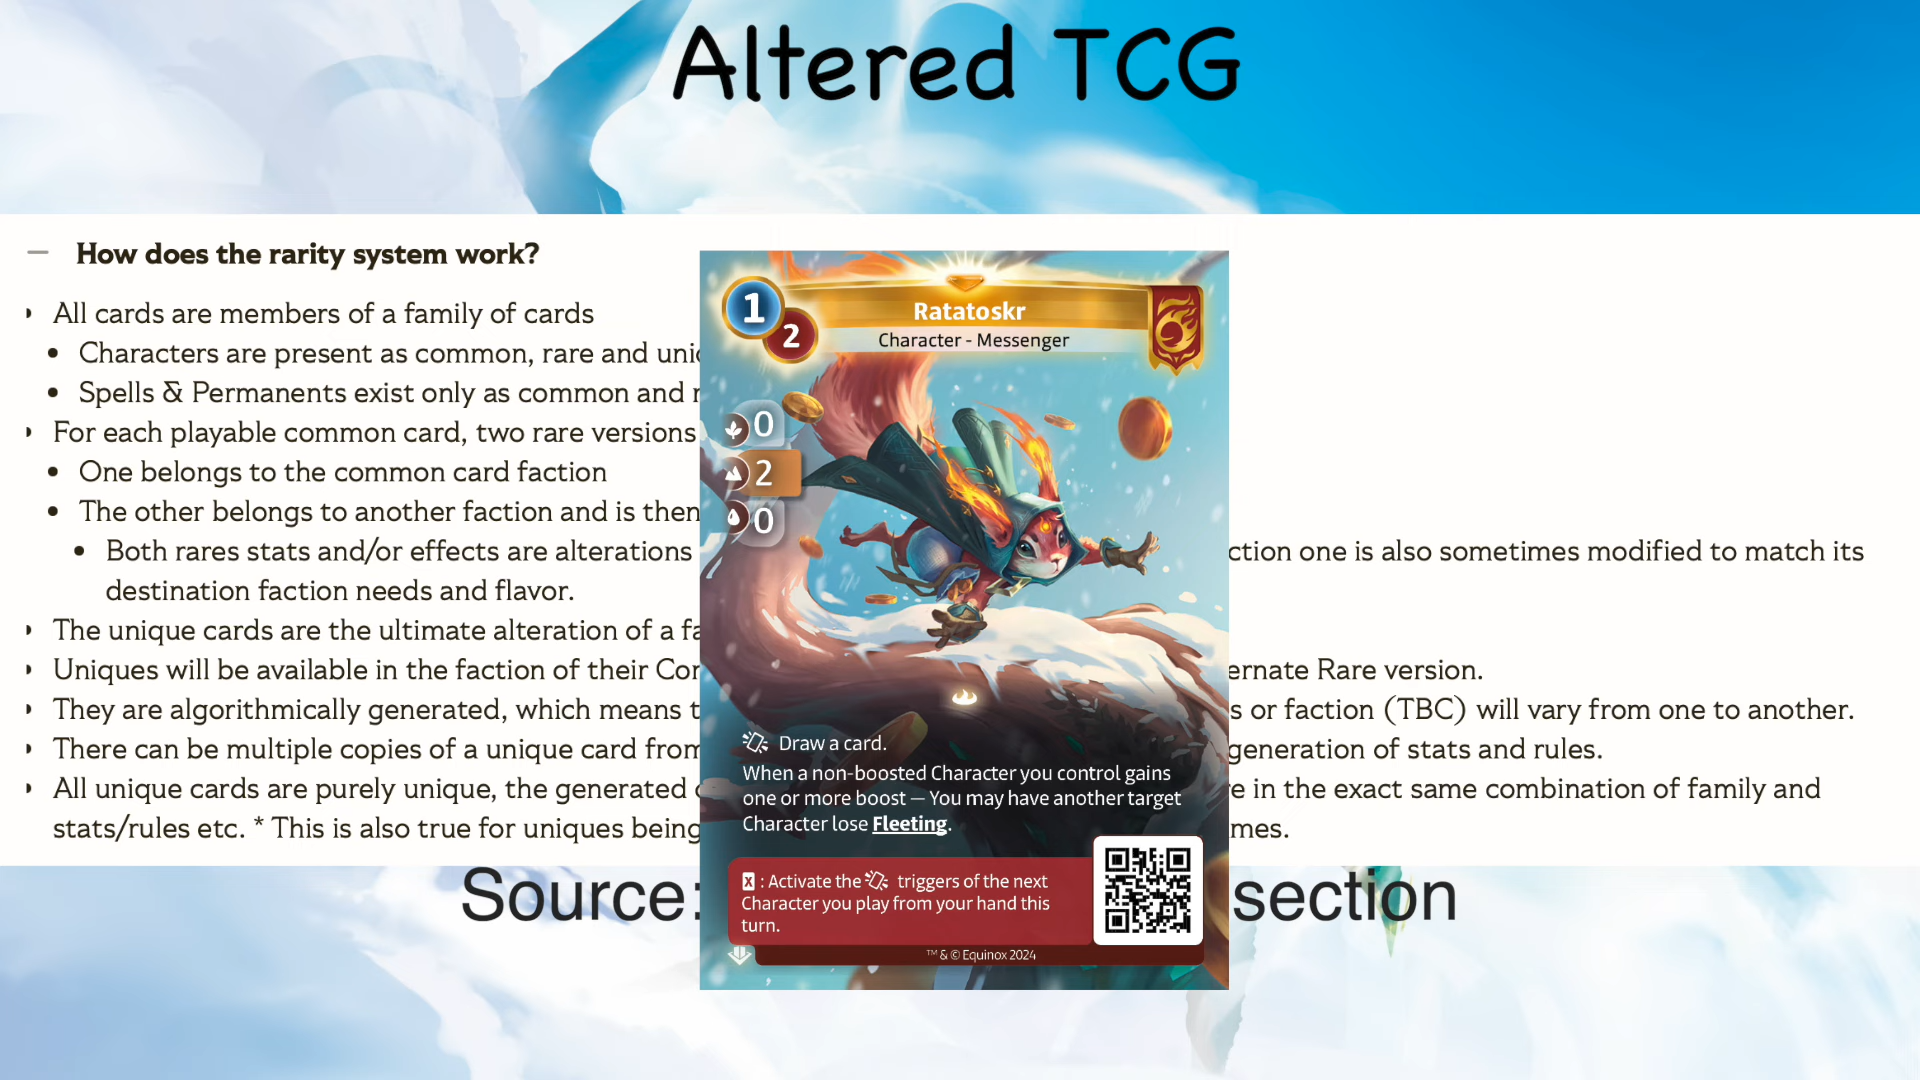 Altered TCG
How does the rarity system work?
All cards are members of a family of cards
Characters are present as common, rare and
Spells & Permanents exist only as common and
For each playable common card, two rare versions
One belongs to the common card faction
The other belongs to another faction and is then
Both rares stats and/or effects are alterations
one is also sometimes modified to match its
destination faction needs and flavor.
The unique cards are the ultimate alteration of a
Uniques will be available in the faction of their
Rare version.
They are algorithmically generated, which means
or faction (TBC) will vary from one to another.
There can be multiple copies of a unique card from
generation of stats and rules.
All unique cards are purely unique, the generated
in the exact same combination of family and
stats/rules etc. * This is also true for uniques being
Source:
section
1
2
Ratatoskr
Character - Messenger
0
2
0
Draw a card.
When a non-boosted Character you control gains
one or more boost — You may have another target
Character lose Fleeting.
X : Activate the triggers of the next
Character you play from your hand this
turn.
™ & © Equinox 2024